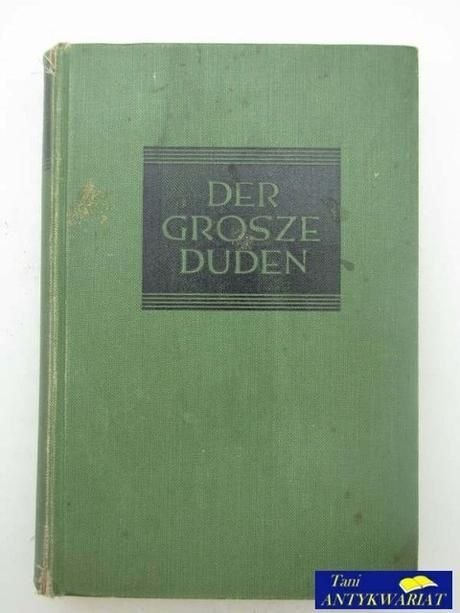 DER
GROSZE
DUDEN
Tani
ANTYKWARIAT